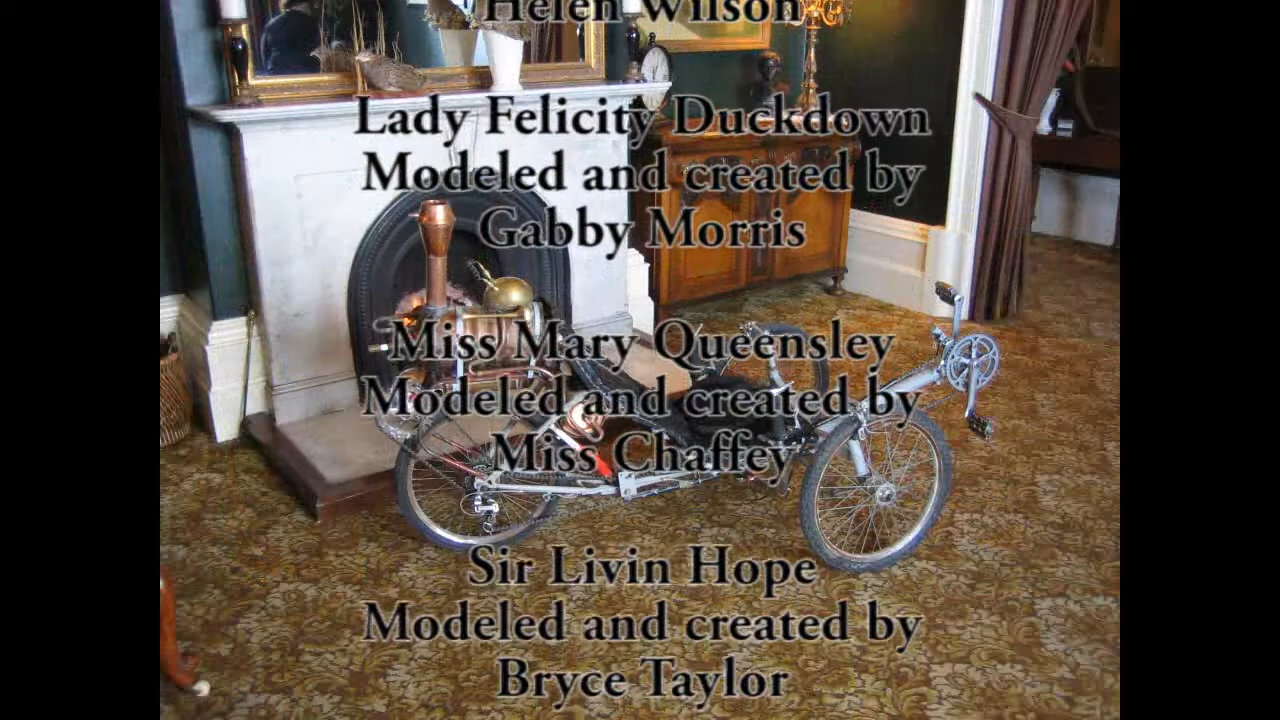 Helen Wilson
Lady Felicity Duckdown
Modeled and created by
Gabby Morris
Miss Mary Queensley
Modeled and created by
Miss Chaffey
Sir Livin Hope
Modeled and created by
Bryce Taylor